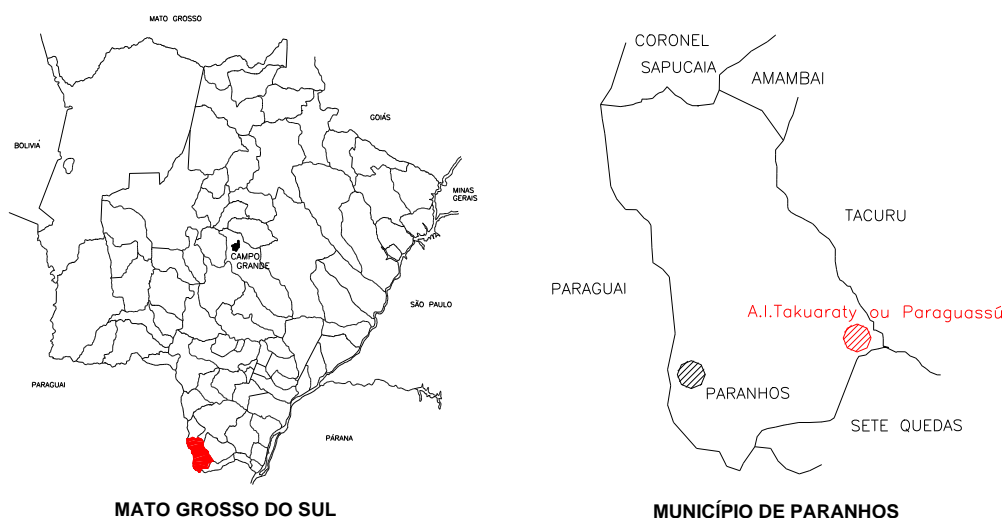 MATO GROSSO
GOIÁS
BOLIVIÁ
MINAS
GERAIS
CAMPO
GRANDE
SÃO PAULO
PARAGUAI
PÁRANA
MATO GROSSO DO SUL
CORONEL
SAPUCAIA
AMAMBAI
TACURU
PARAGUAI
A.I.Takuaraty ou Paraguassú
PARANHOS
SETE QUEDAS
MUNICÍPIO DE PARANHOS